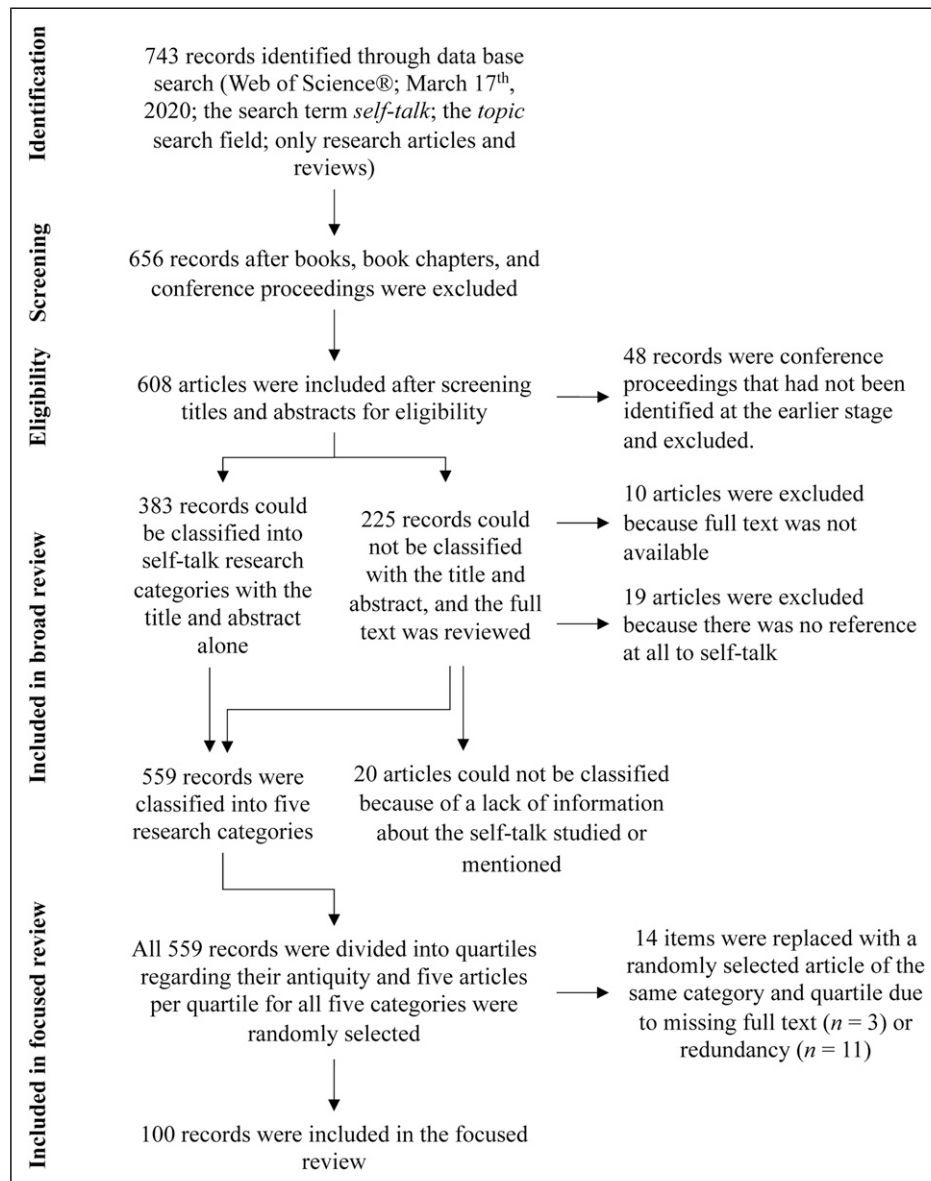 Identification
743 records identified through data base
search (Web of Science®; March 17th,
2020; the search term self-talk; the topic
search field; only research articles and
reviews)
Screening
656 records after books, book chapters, and
conference proceedings were excluded
Eligibility
608 articles were included after screening
titles and abstracts for eligibility
48 records were conference
proceedings that had not been
identified at the earlier stage
and excluded.
Included in broad review
383 records could
be classified into
self-talk research
categories with the
title and abstract
alone
225 records could
not be classified
with the title and
abstract, and the full
text was reviewed
10 articles were excluded
because full text was not
available
19 articles were excluded
because there was no reference
at all to self-talk
559 records were
classified into five
research categories
20 articles could not be classified
because of a lack of information
about the self-talk studied or
mentioned
Included in focused review
All 559 records were divided into quartiles
regarding their antiquity and five articles
per quartile for all five categories were
randomly selected
14 items were replaced with a
randomly selected article of the
same category and quartile due
to missing full text (n = 3) or
redundancy (n = 11)
100 records were included in the focused
review